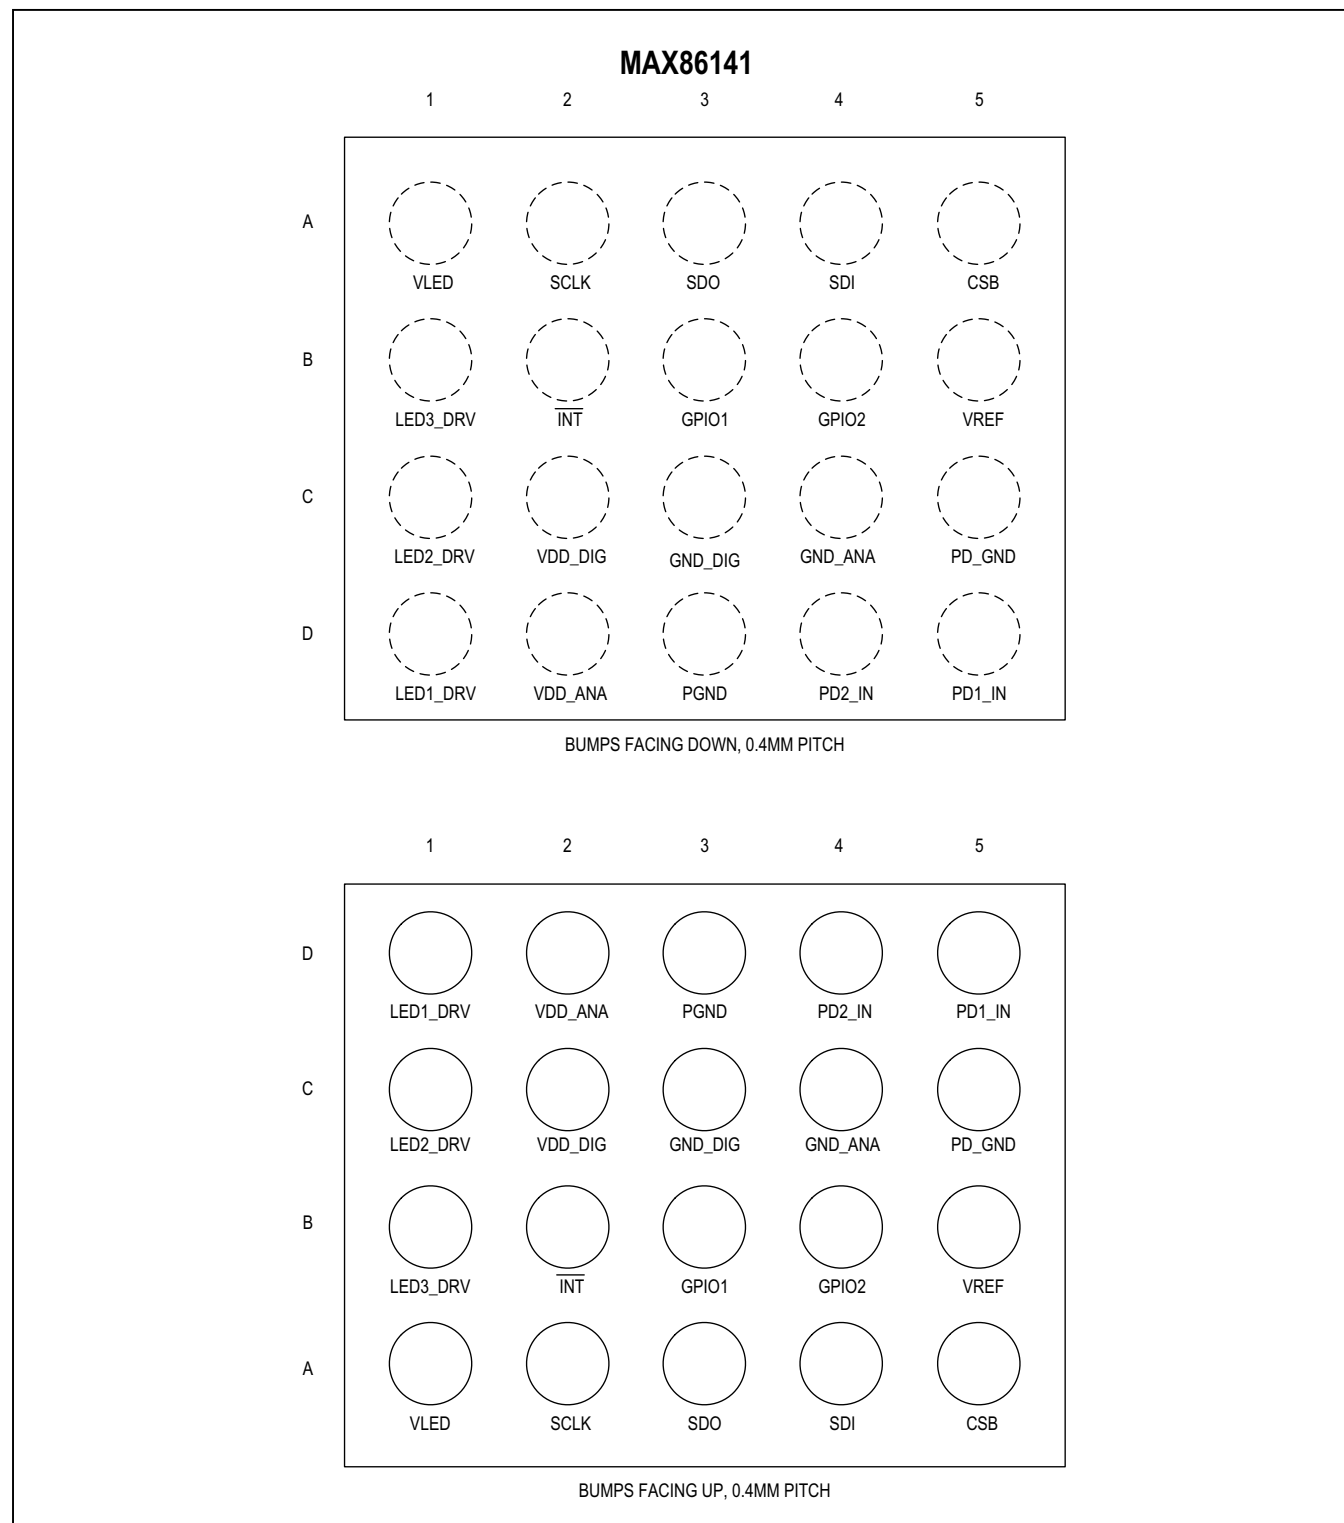 MAX86141
1 2 3 4 5
A
VLED SCLK SDO SDI CSB
B
LED3_DRV INT GPIO1 GPIO2 VREF
C
LED2_DRV VDD_DIG GND_DIG GND_ANA PD_GND
D
LED1_DRV VDD_ANA PGND PD2_IN PD1_IN
BUMPS FACING DOWN, 0.4MM PITCH
1 2 3 4 5
D
LED1_DRV VDD_ANA PGND PD2_IN PD1_IN
C
LED2_DRV VDD_DIG GND_DIG GND_ANA PD_GND
B
LED3_DRV INT GPIO1 GPIO2 VREF
A
VLED SCLK SDO SDI CSB
BUMPS FACING UP, 0.4MM PITCH